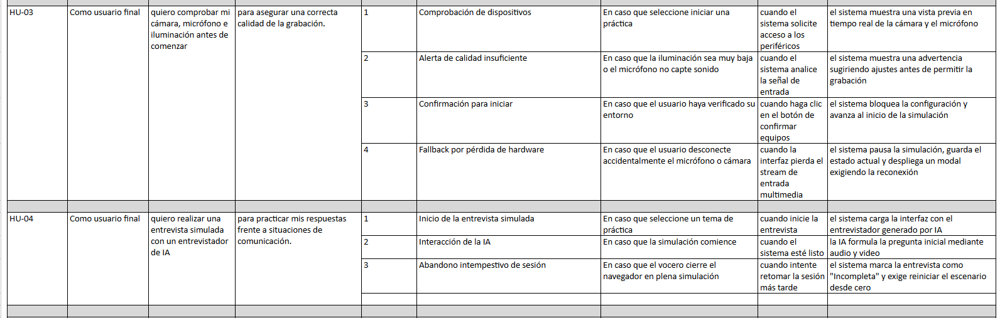 HU-03
Como usuario final
quiero comprobar mi
cámara, micrófono e
iluminación antes de
comenzar
para asegurar una correcta
calidad de la grabación.
1
Comprobación de dispositivos
En caso que seleccione iniciar una
práctica
cuando el
sistema solicite
acceso a los
periféricos
el sistema muestra una vista previa en
tiempo real de la cámara y el micrófono
2
Alerta de calidad insuficiente
En caso que la iluminación sea muy baja
o el micrófono no capte sonido
cuando el
sistema analice
la señal de
entrada
el sistema muestra una advertencia
sugiriendo ajustes antes de permitir la
grabación
3
Confirmación para iniciar
En caso que el usuario haya verificado su
entorno
cuando haga clic
en el botón de
confirmar
equipos
el sistema bloquea la configuración y
avanza al inicio de la simulación
4
Fallback por pérdida de hardware
En caso que el usuario desconecte
accidentalmente el micrófono o cámara
cuando la
interfaz pierda el
stream de
entrada
multimedia
el sistema pausa la simulación, guarda el
estado actual y despliega un modal
exigiendo la reconexión
HU-04
Como usuario final
quiero realizar una
entrevista simulada
con un entrevistador
de IA
para practicar mis respuestas
frente a situaciones de
comunicación.
1
Inicio de la entrevista simulada
En caso que seleccione un tema de
práctica
cuando inicie la
entrevista
el sistema carga la interfaz con el
entrevistador generado por IA
2
Interacción de la IA
En caso que la simulación comience
cuando el
sistema esté listo
la IA formula la pregunta inicial mediante
audio y video
3
Abandono intempestivo de sesión
En caso que el vocero cierre el
navegador en plena simulación
cuando intente
retomar la sesión
más tarde
el sistema marca la entrevista como
"Incompleta" y exige reiniciar el escenario
desde cero